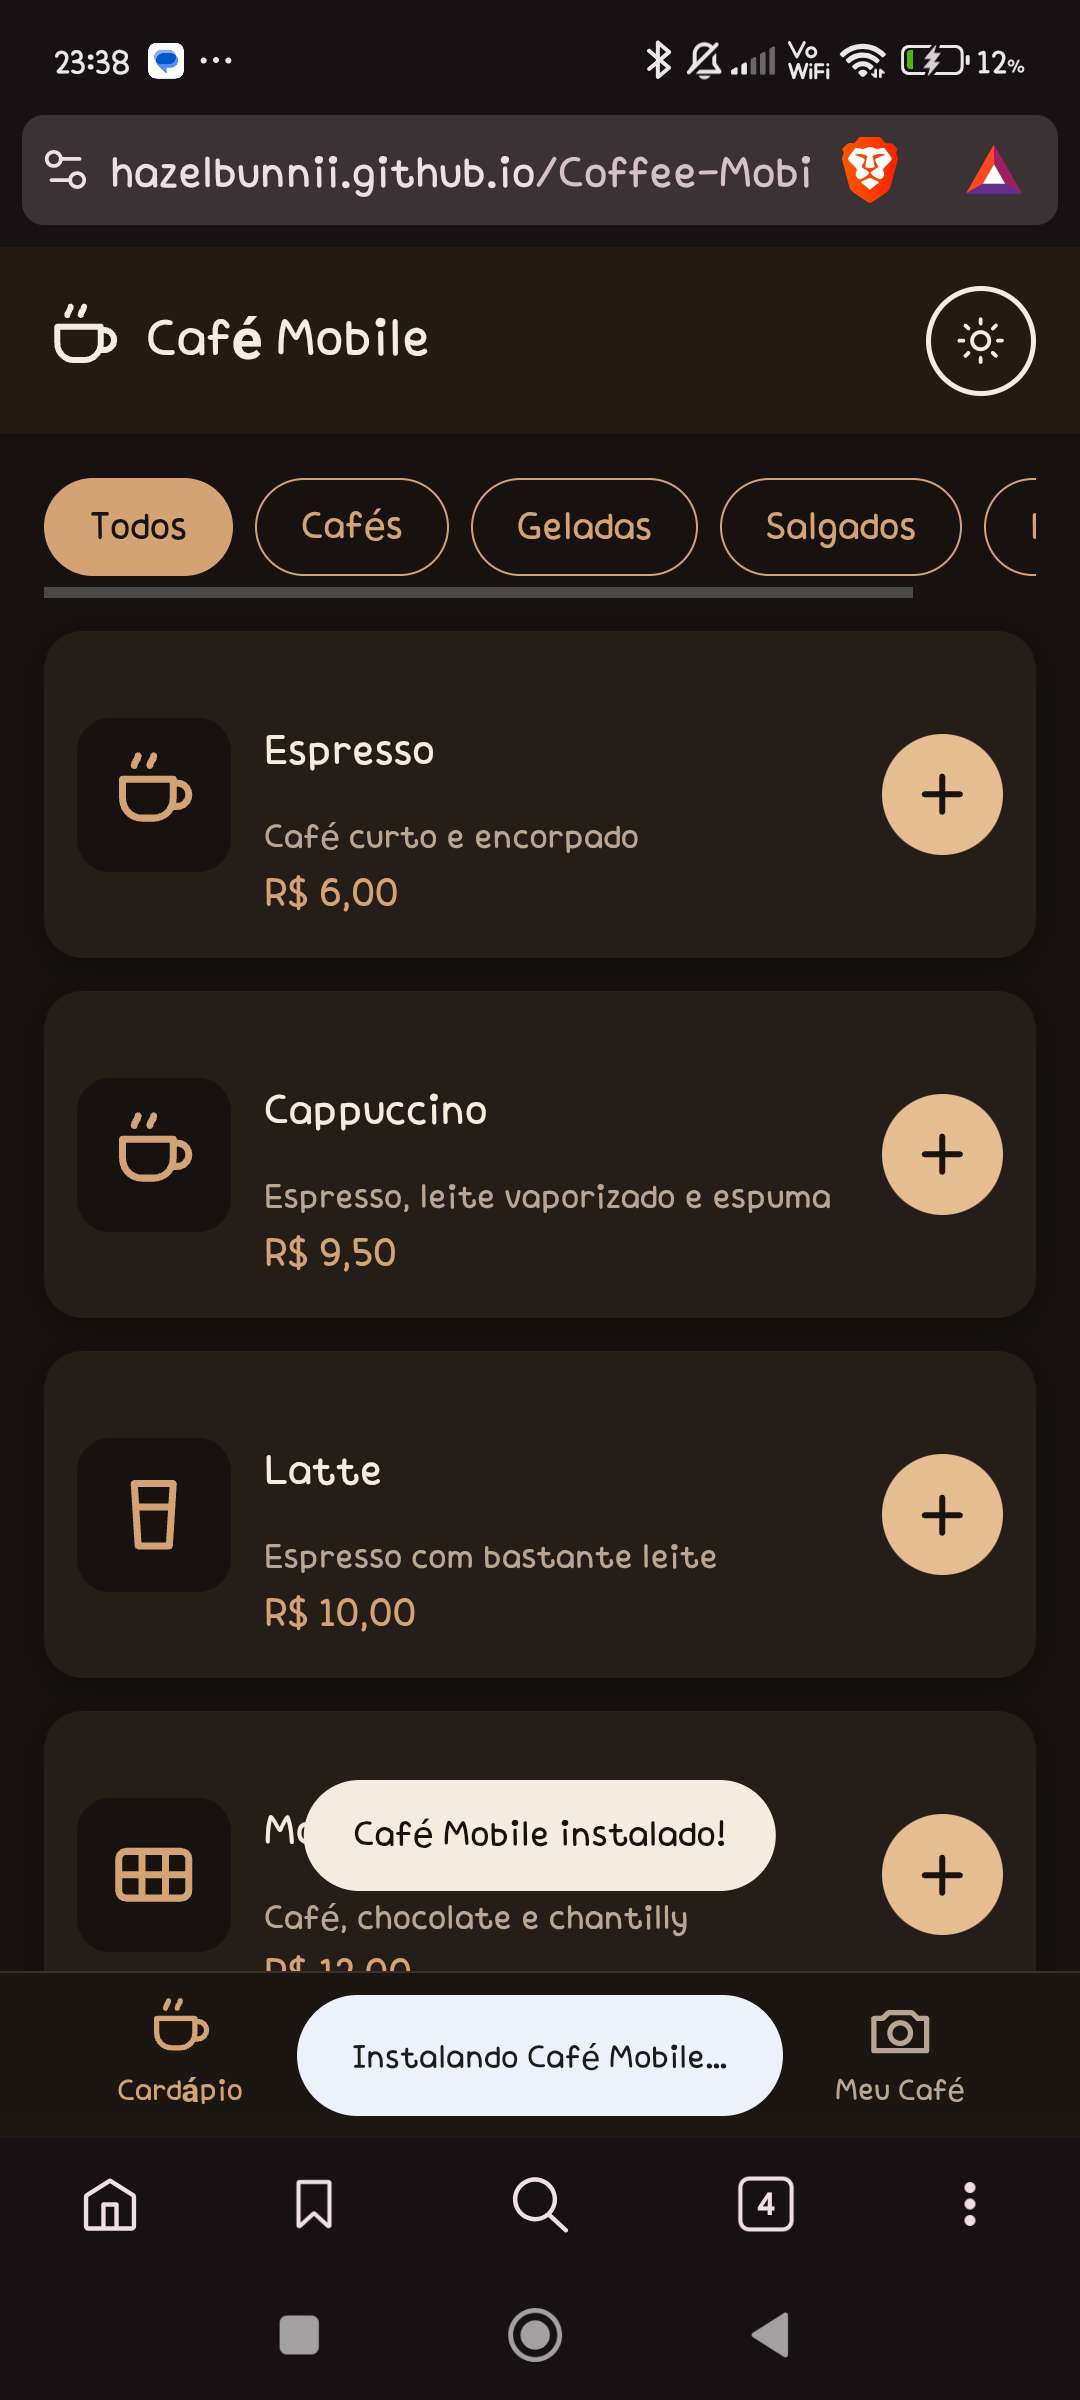 23:38
Vo
WiFi
12%
hazelbunnii.github.io/Coffee-Mobi
Café Mobile
Todos
Cafés
Geladas
Salgados
Espresso
Café curto e encorpado
R$ 6,00
Cappuccino
Espresso, leite vaporizado e espuma
R$ 9,50
Latte
Espresso com bastante leite
R$ 10,00
Café Mobile instalado!
Café, chocolate e chantilly
R$ 12,00
Cardápio
Instalando Café Mobile...
Meu Café
4